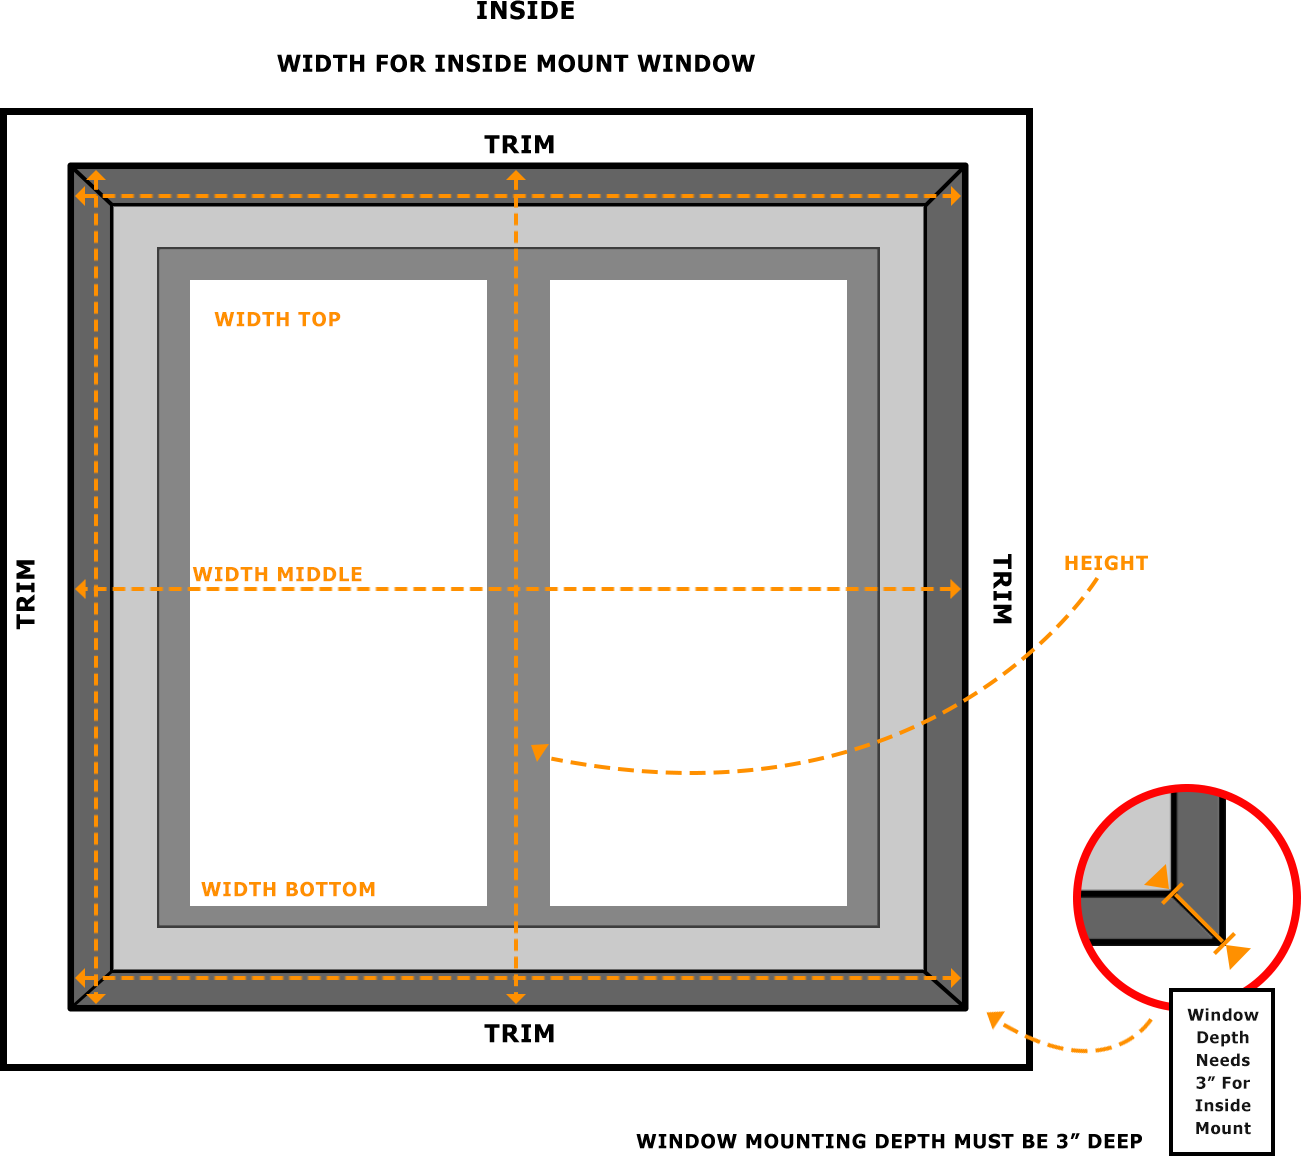 INSIDE
WIDTH FOR INSIDE MOUNT WINDOW
TRIM
WIDTH TOP
TRIM
WIDTH MIDDLE
TRIM
HEIGHT
WIDTH BOTTOM
TRIM
Window
Depth
Needs
3” For
Inside
Mount
WINDOW MOUNTING DEPTH MUST BE 3” DEEP